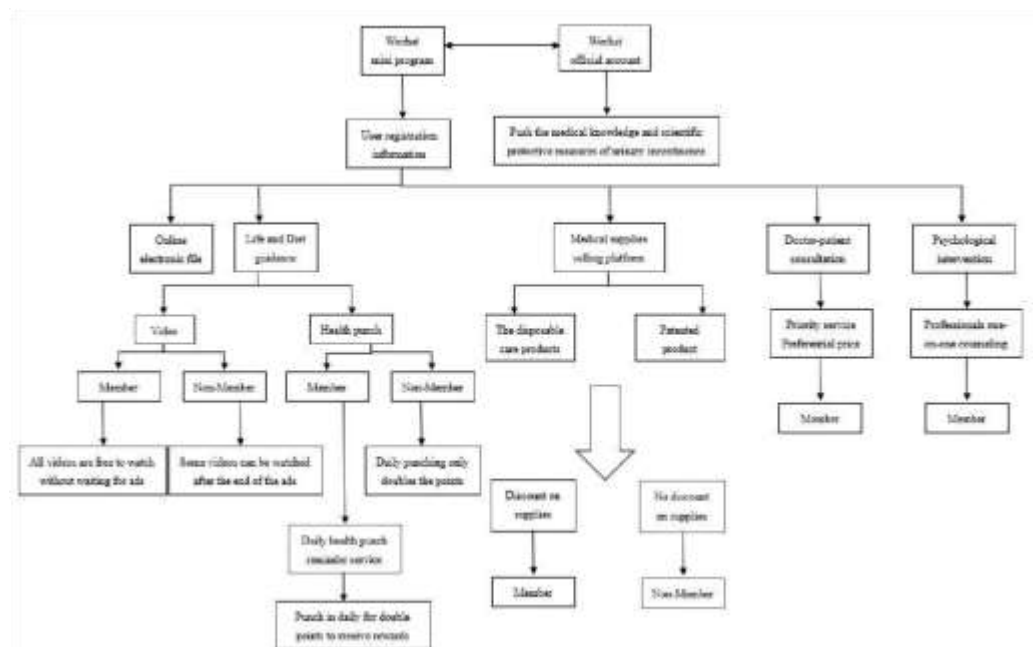 Wechat
mini program
Wechat
official account
User registration
information
Push the medical knowledge and scientific
protective measures of urinary incontinence
Online
electronic file
Life and Diet
guidance
Medical supplies
selling platform
Doctor-patient
consultation
Psychological
intervention
Video
Health punch
The disposable
care products
Patented
product
Priority service
Preferential price
Professionals one-
on-one counseling
Member
Non-Member
Member
Non-Member
Member
Member
All videos are free to watch
without waiting for ads
Some videos can be watched
after the end of the ads
Daily punching only
doubles the points
Discount on
supplies
No discount
on supplies
Daily health punch
reminder service
Member
Non-Member
Punch in daily for double
points to receive rewards